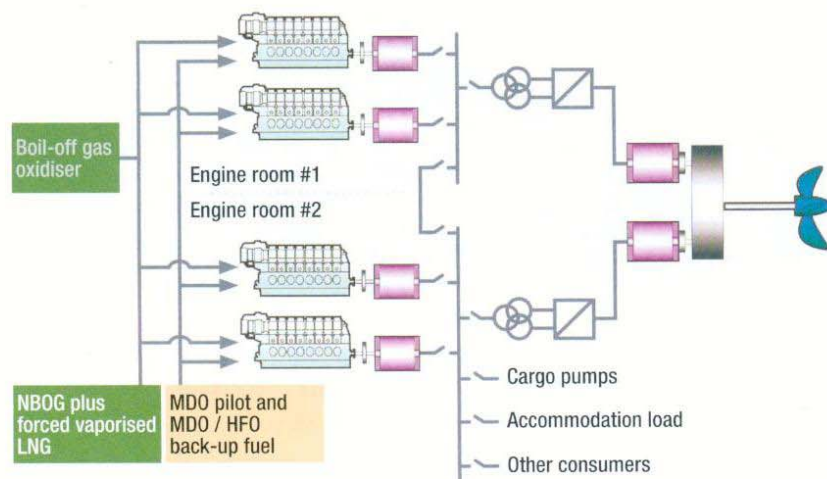 Boil-off gas
oxidiser
Engine room #1
Engine room #2
NBOG plus
forced vaporised
LNG
MDO pilot and
MDO / HFO
back-up fuel
Cargo pumps
Accommodation load
Other consumers